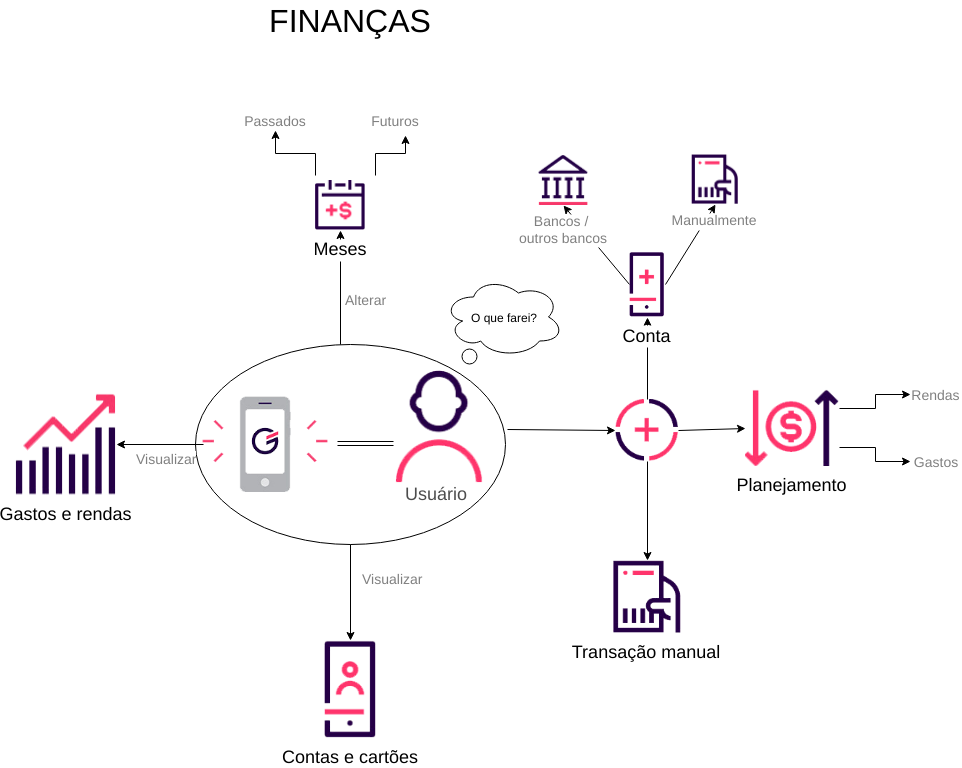 FINANÇAS
Passados
Futuros
Meses
Alterar
Bancos /
outros bancos
Manualmente
Conta
O que farei?
Visualizar
Gastos e rendas
Usuário
Planejamento
Rendas
Gastos
Visualizar
Transação manual
Contas e cartões